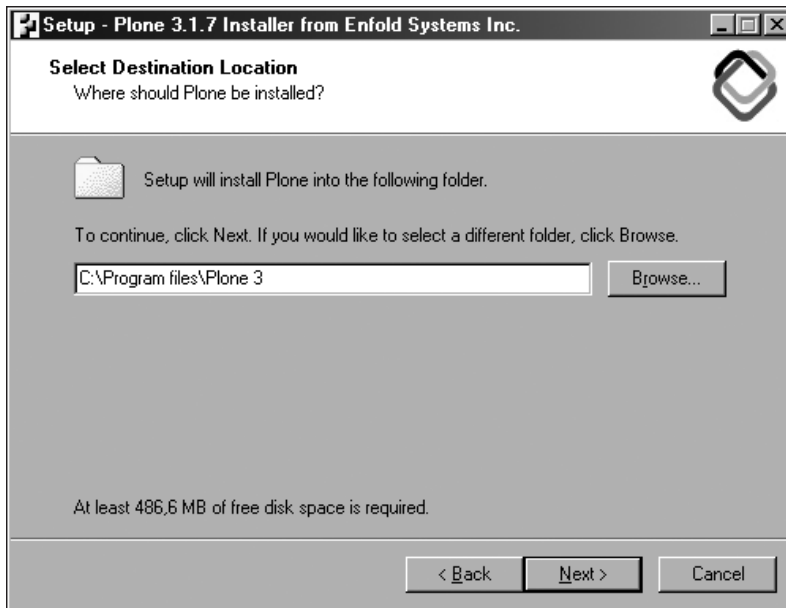 Setup - Plone 3.1.7 Installer from Enfold Systems Inc.
Select Destination Location
Where should Plone be installed?
Setup will install Plone into the following folder.
To continue, click Next. If you would like to select a different folder, click Browse.
C:\Program files\Plone 3
Browse...
At least 486,6 MB of free disk space is required.
< Back
Next >
Cancel